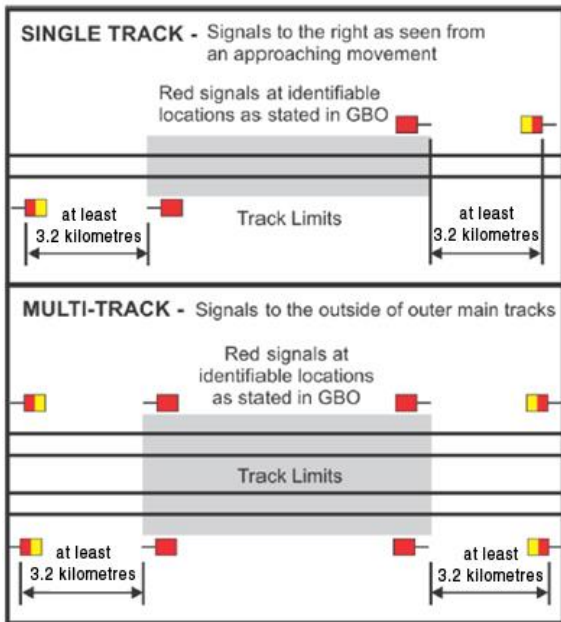 SINGLE TRACK - Signals to the right as seen from
an approaching movement
Red signals at identifiable
locations as stated in GBO
at least
3.2 kilometres
Track Limits
at least
3.2 kilometres
MULTI-TRACK - Signals to the outside of outer main tracks
Red signals at
identifiable locations
as stated in GBO
Track Limits
at least
3.2 kilometres
at least
3.2 kilometres